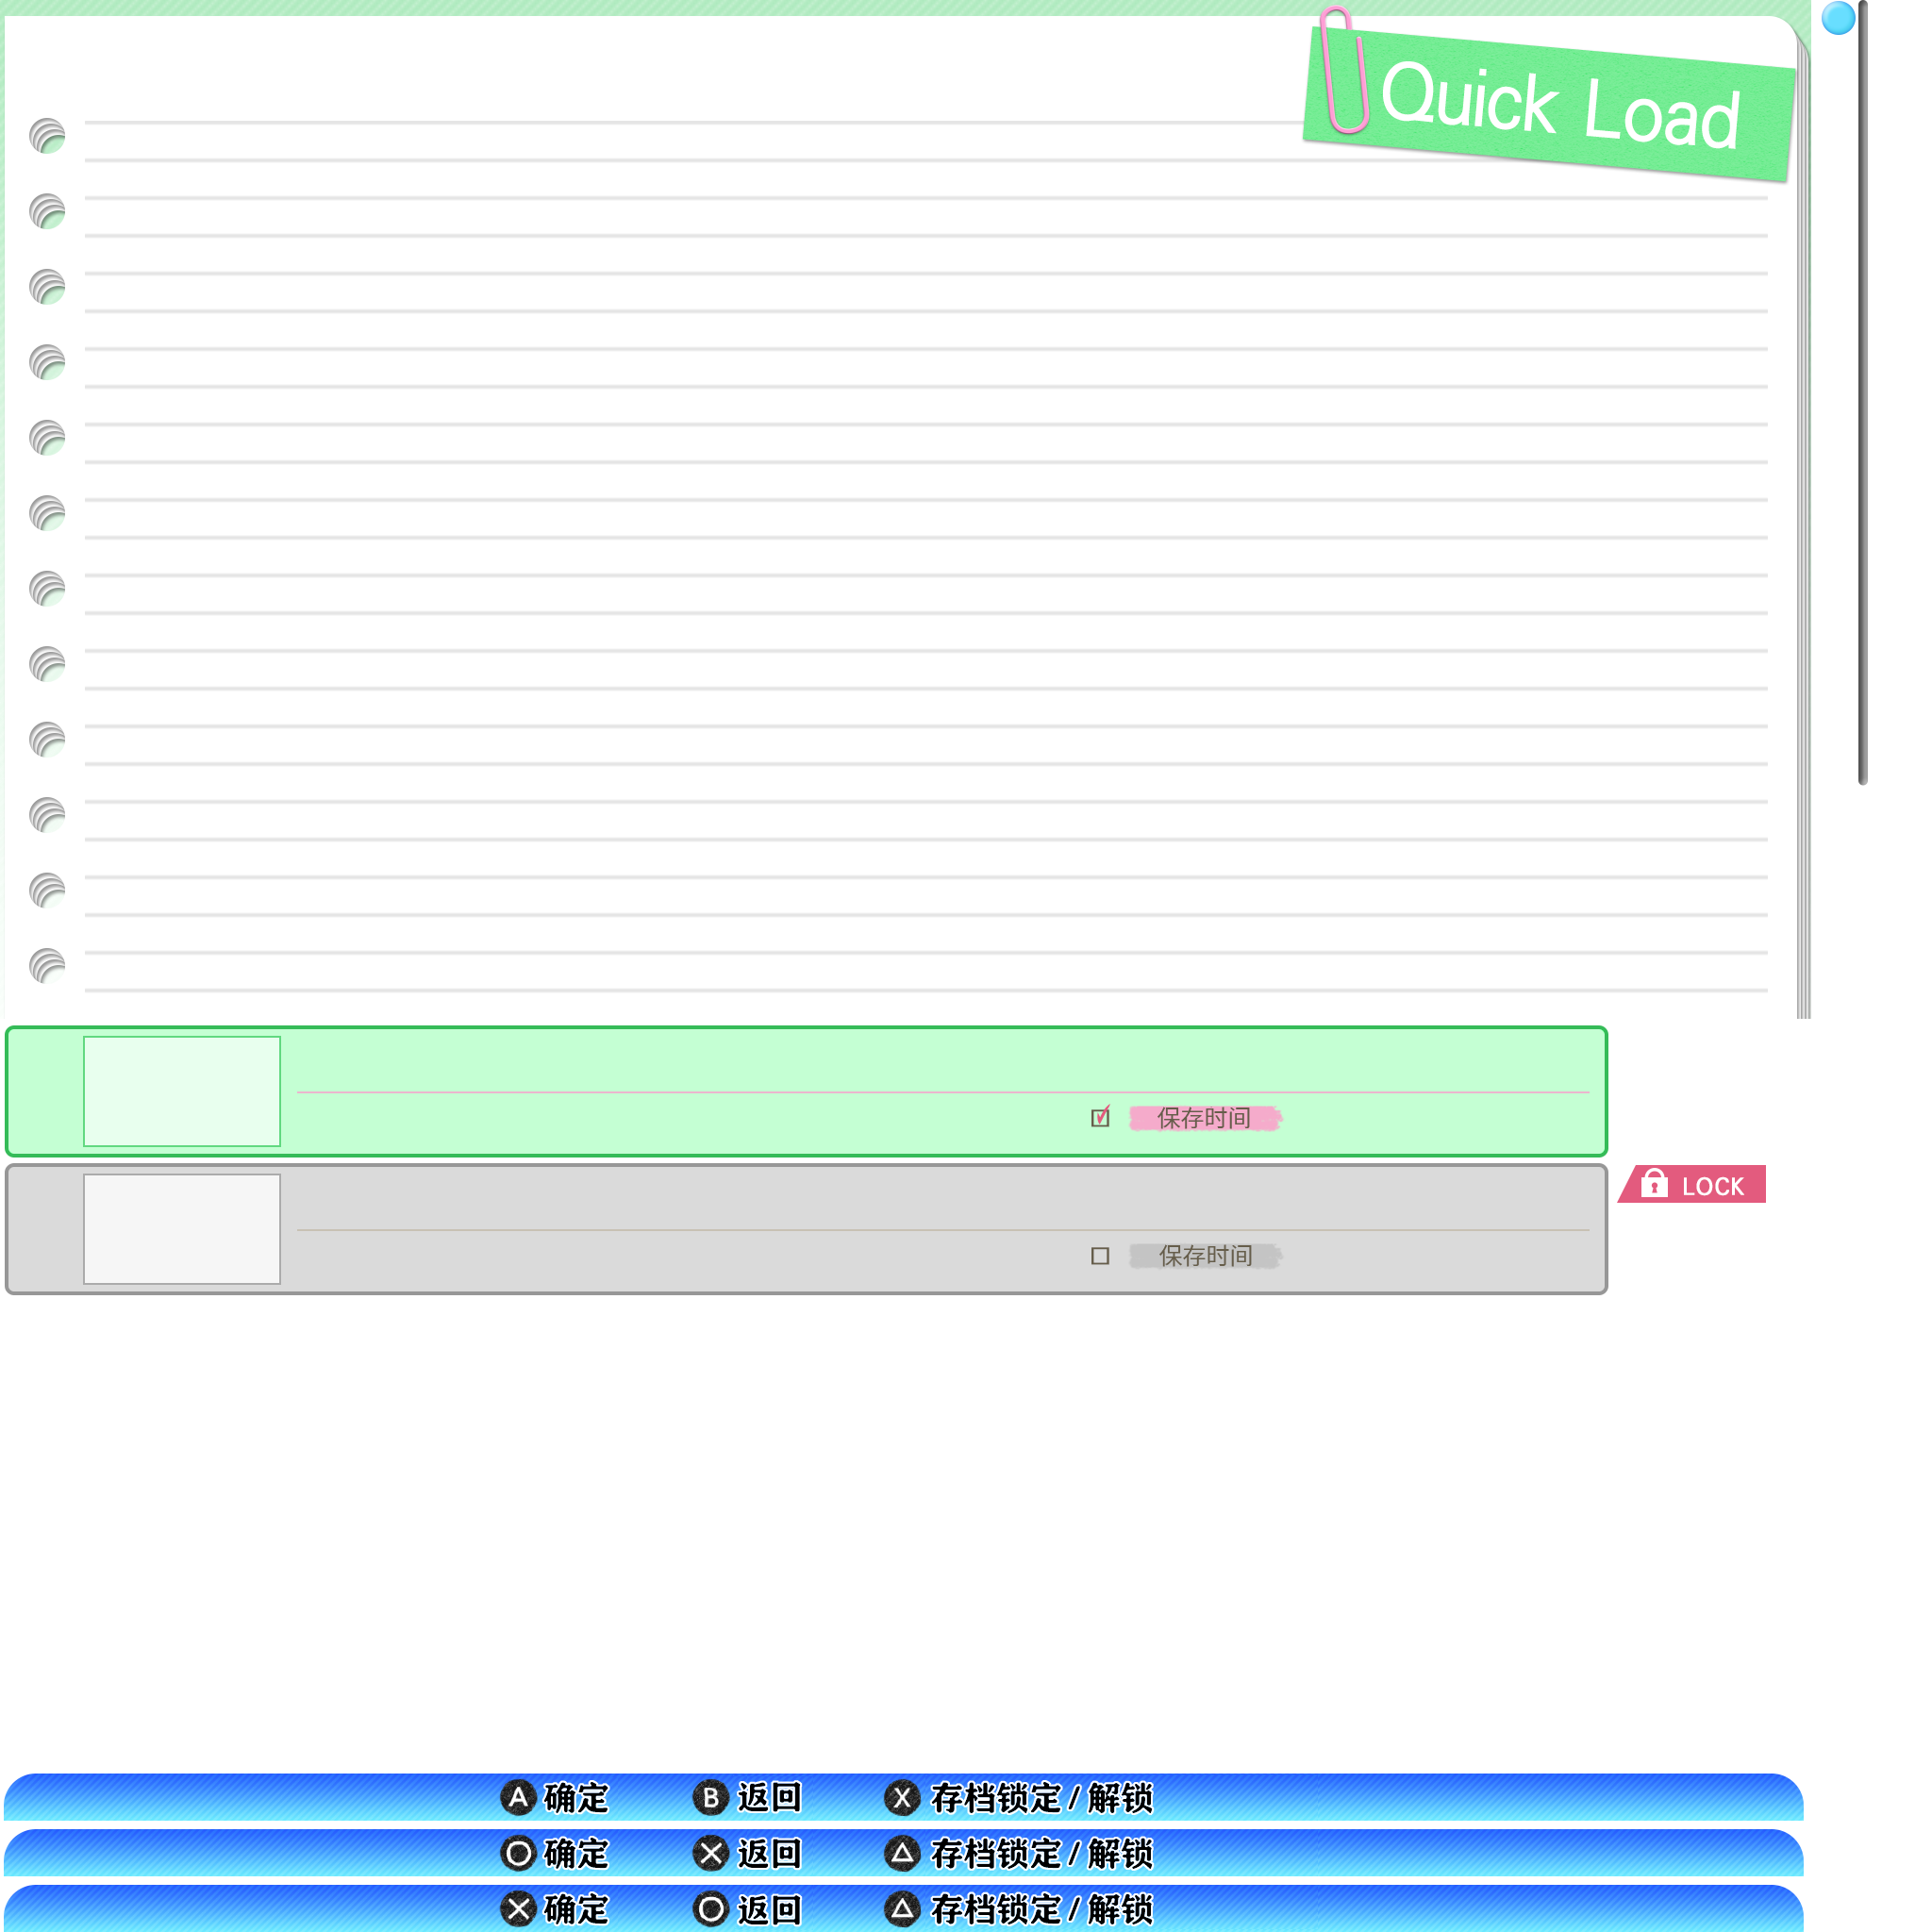 Quick Load
保存时间
LOCK
保存时间
A 确定 B 返回 X 存档锁定 / 解锁
确定 返回 存档锁定 / 解锁
确定 返回 存档锁定 / 解锁